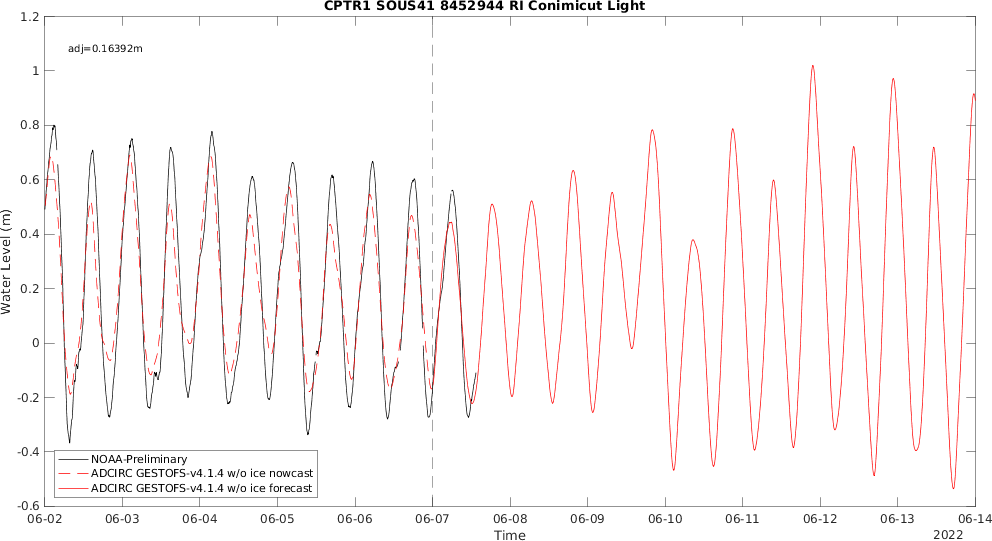 CPTR1 SOUS41 8452944 RI Conimicut Light
adj=0.16392m
1.2
1
0.8
0.6
0.4
0.2
0
-0.2
-0.4
-0.6
Water Level (m)
NOAA-Preliminary
ADCIRC GESTOFS-v4.1.4 w/o ice nowcast
ADCIRC GESTOFS-v4.1.4 w/o ice forecast
06-02 06-03 06-04 06-05 06-06 06-07 06-08 06-09 06-10 06-11 06-12 06-13 06-14
Time
2022